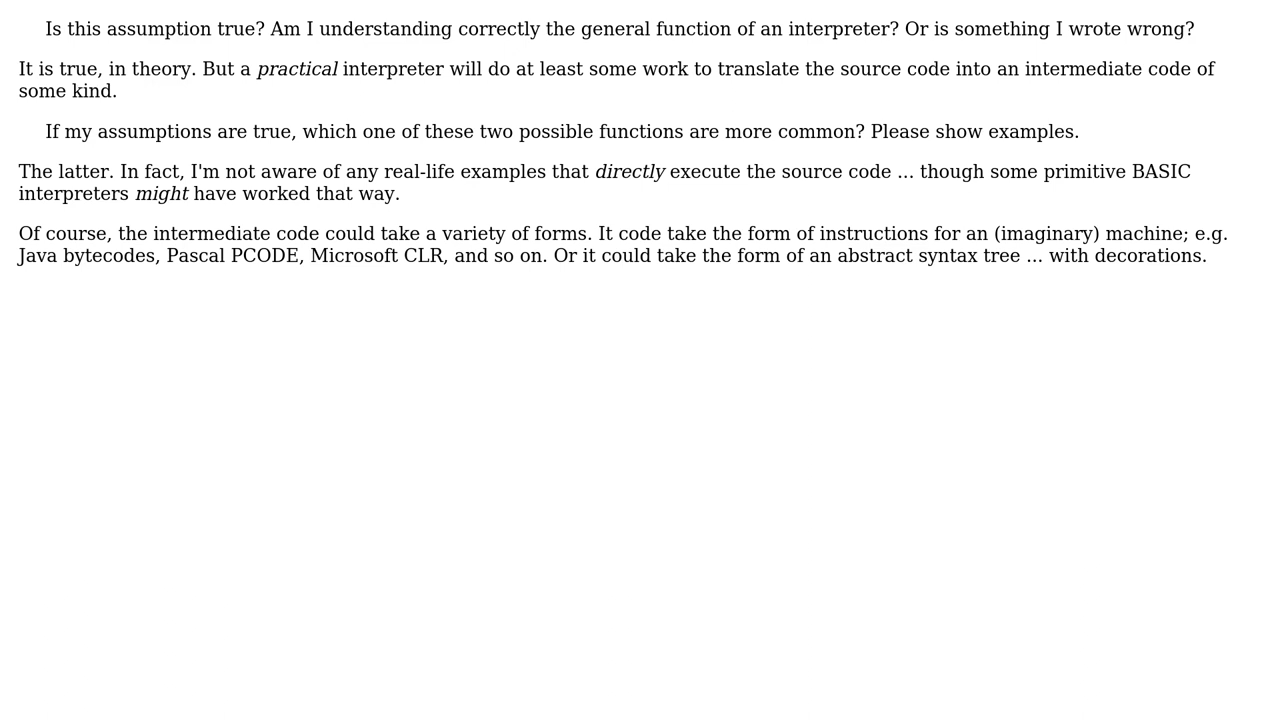 Is this assumption true? Am I understanding correctly the general function of an interpreter? Or is something I wrote wrong?
It is true, in theory. But a practical interpreter will do at least some work to translate the source code into an intermediate code of
some kind.
If my assumptions are true, which one of these two possible functions are more common? Please show examples.
The latter. In fact, I'm not aware of any real-life examples that directly execute the source code ... though some primitive BASIC
interpreters might have worked that way.
Of course, the intermediate code could take a variety of forms. It code take the form of instructions for an (imaginary) machine; e.g.
Java bytecodes, Pascal PCODE, Microsoft CLR, and so on. Or it could take the form of an abstract syntax tree ... with decorations.